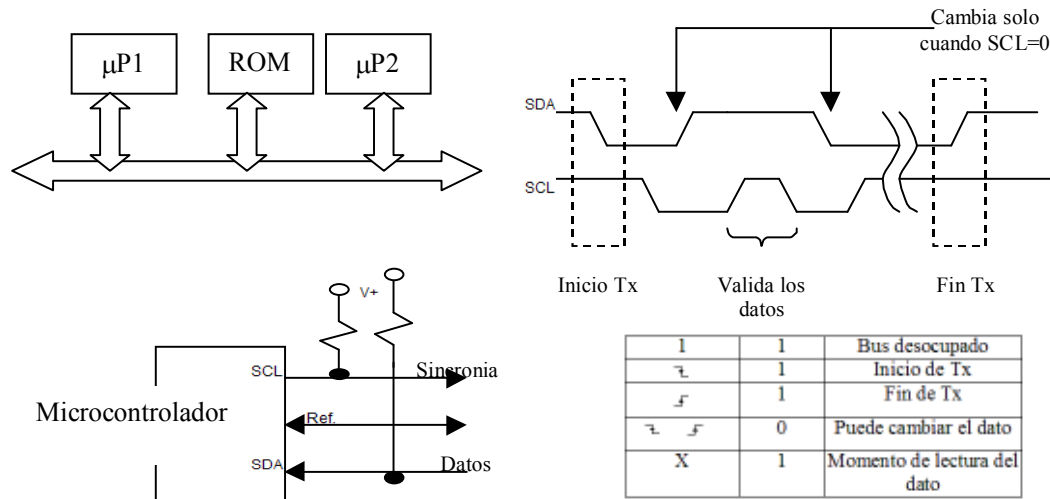 μP1
ROM
μP2
Cambia solo
cuando SCL=0
SDA
SCL
Inicio Tx
Valida los
datos
Fin Tx
V+
SCL
Sincronia
Microcontrolador
Ref.
SDA
Datos
1 1 Bus desocupado
1 Inicio de Tx
1 Fin de Tx
0 Puede cambiar el dato
X 1 Momento de lectura del
dato